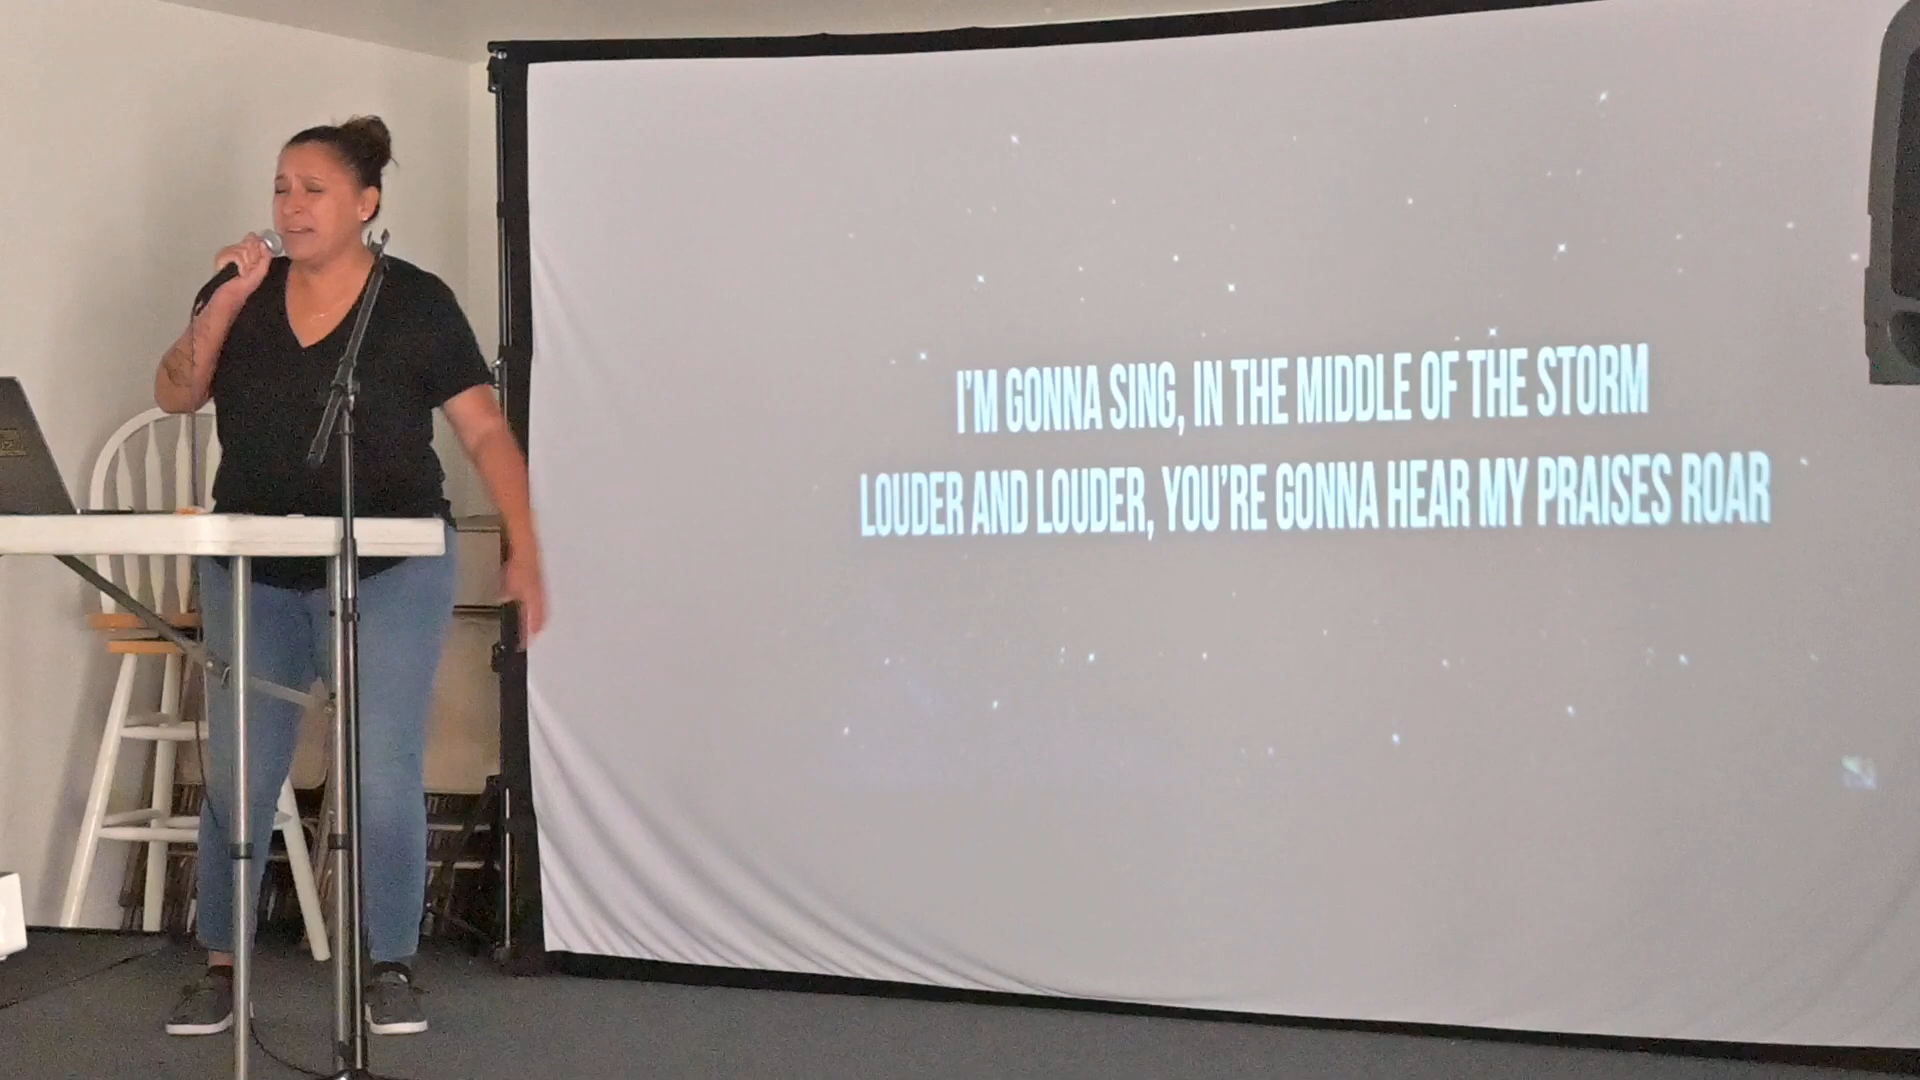 I'M GONNA SING, IN THE MIDDLE OF THE STORM
LOUDER AND LOUDER, YOU'RE GONNA HEAR MY PRAISES ROAR